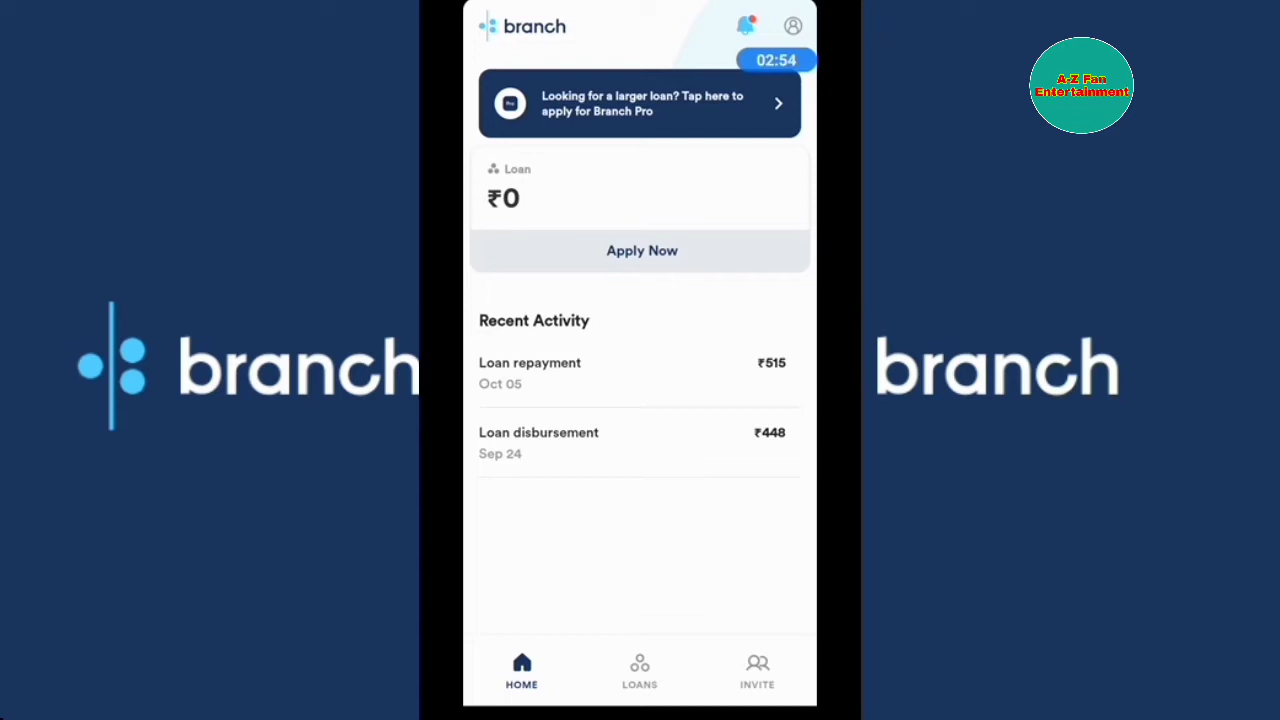 branch
02:54
Looking for a larger loan? Tap here to
apply for Branch Pro
Pro
Loan
₹0
Apply Now
Recent Activity
Loan repayment ₹515
Oct 05
Loan disbursement ₹448
Sep 24
HOME LOANS INVITE
branch
branch
A-Z Fan
Entertainment